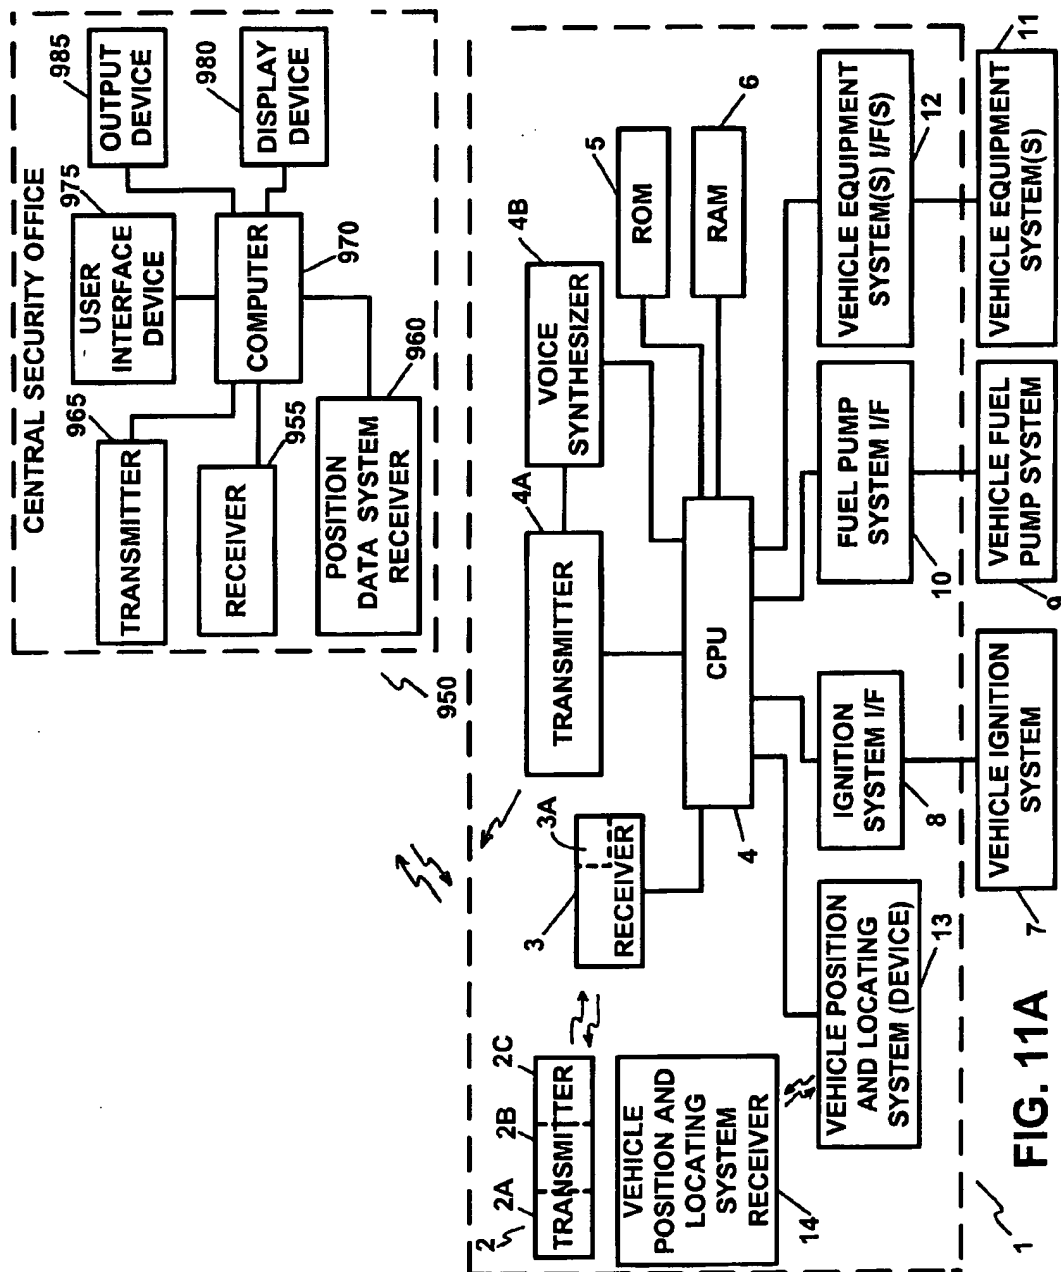 CENTRAL SECURITY OFFICE
TRANSMITTER
965
USER
INTERFACE
DEVICE
975
OUTPUT
DEVICE
985
RECEIVER
955
COMPUTER
970
DISPLAY
DEVICE
980
POSITION
DATA SYSTEM
RECEIVER
960
950
2
2A
2B
2C
TRANSMITTER
3
3A
RECEIVER
TRANSMITTER
4A
VOICE
SYNTHESIZER
4B
ROM
5
RAM
6
CPU
4
VEHICLE
POSITION AND
LOCATING
SYSTEM
RECEIVER
14
VEHICLE POSITION
AND LOCATING
SYSTEM (DEVICE)
13
IGNITION
SYSTEM I/F
8
FUEL PUMP
SYSTEM I/F
10
VEHICLE EQUIPMENT
SYSTEM(S) I/F(S)
12
VEHICLE IGNITION
SYSTEM
7
VEHICLE FUEL
PUMP SYSTEM
9
VEHICLE EQUIPMENT
SYSTEM(S)
11
1
FIG. 11A